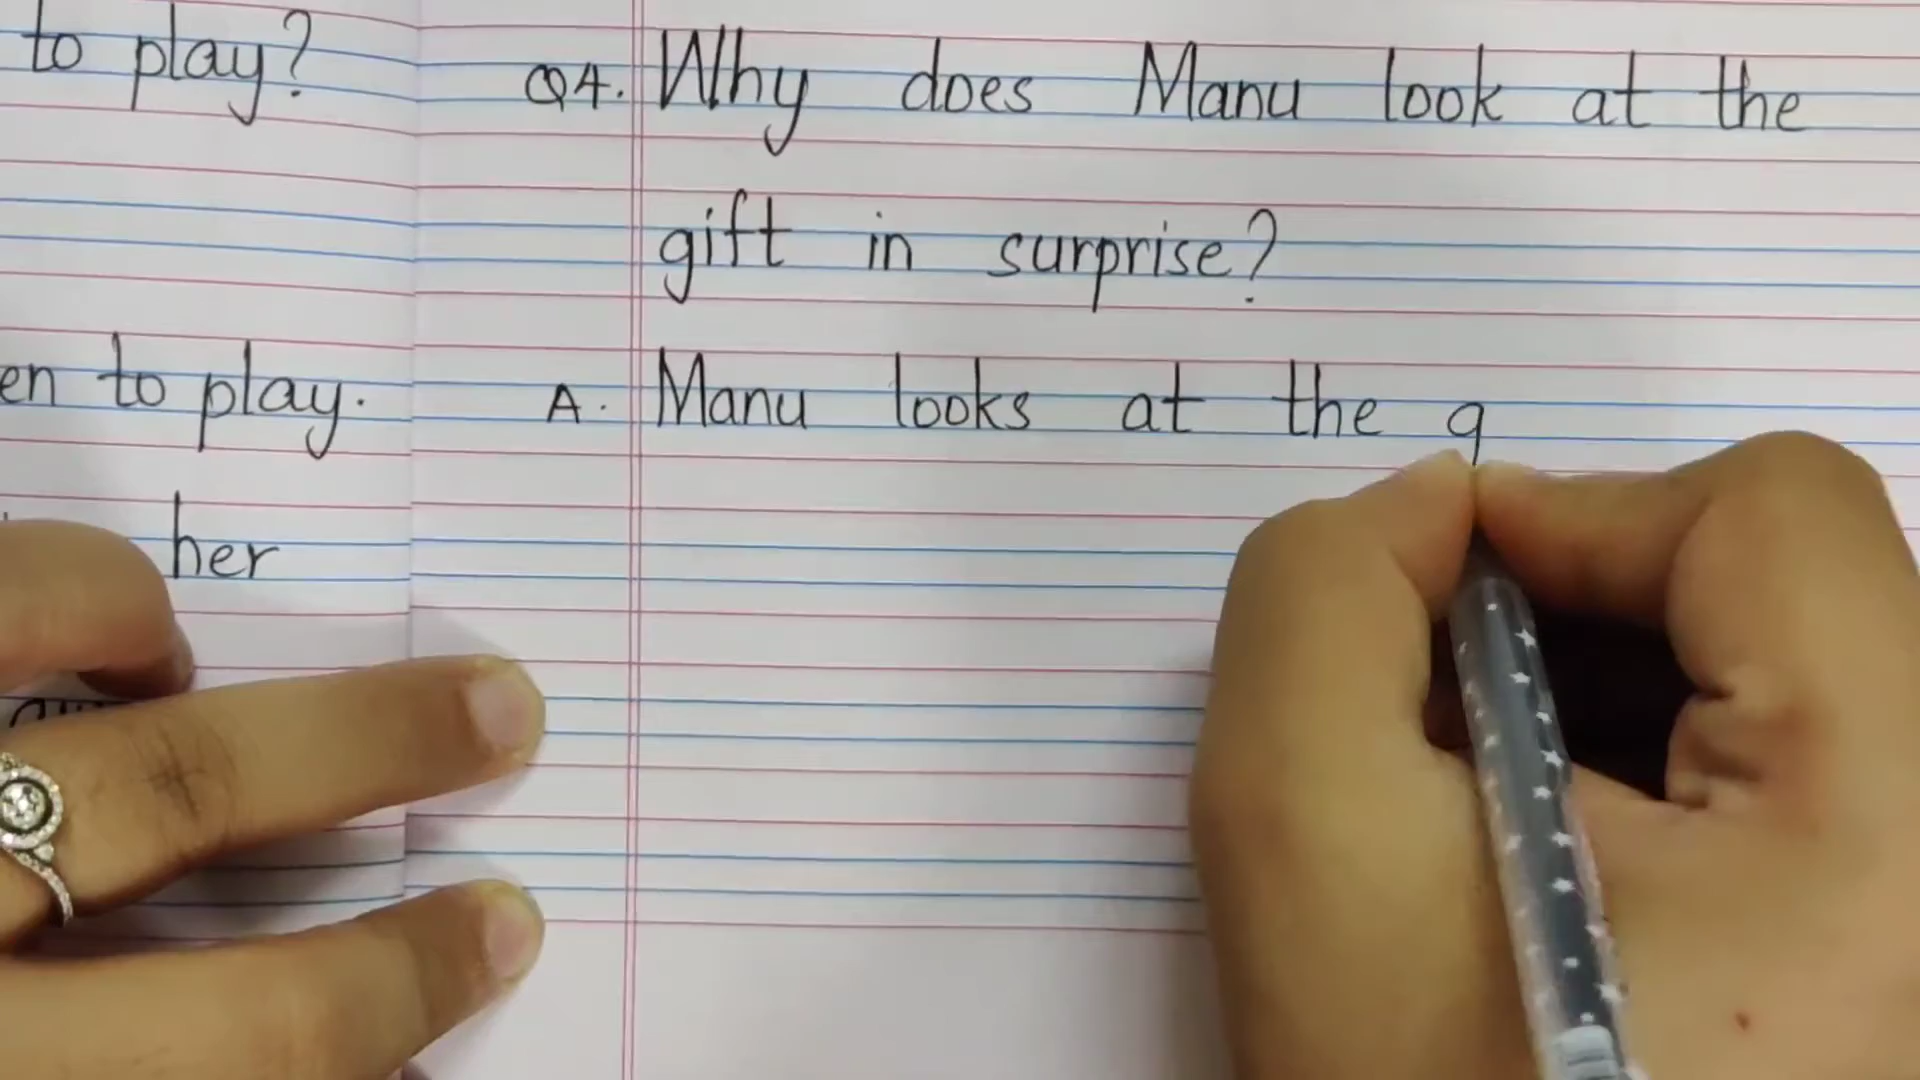 to play?
en to play.
her
Q4. Why does Manu look at the
gift in surprise?
A. Manu looks at the g